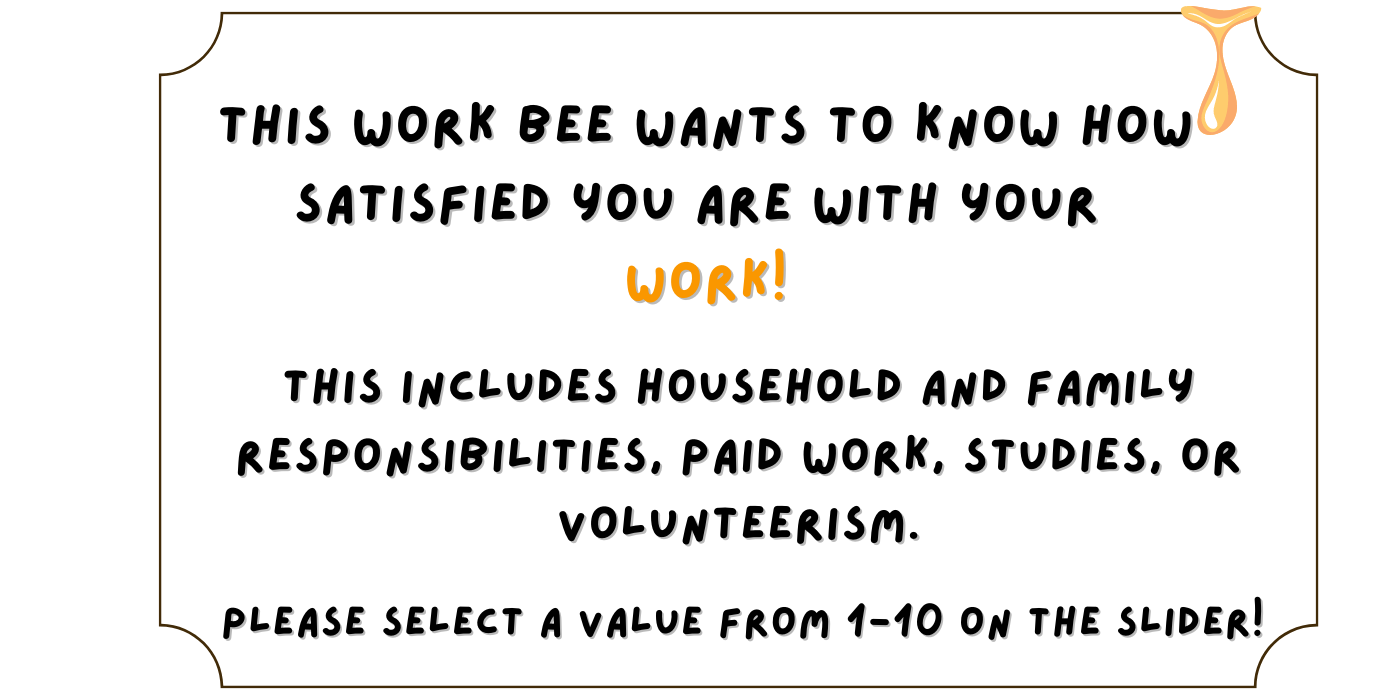 THIS WORK BEE WANTS TO KNOW HOW
SATISFIED YOU ARE WITH YOUR
WORK!
THIS INCLUDES HOUSEHOLD AND FAMILY
RESPONSIBILITIES, PAID WORK, STUDIES, OR
VOLUNTEERISM.
PLEASE SELECT A VALUE FROM 1-10 ON THE SLIDER!